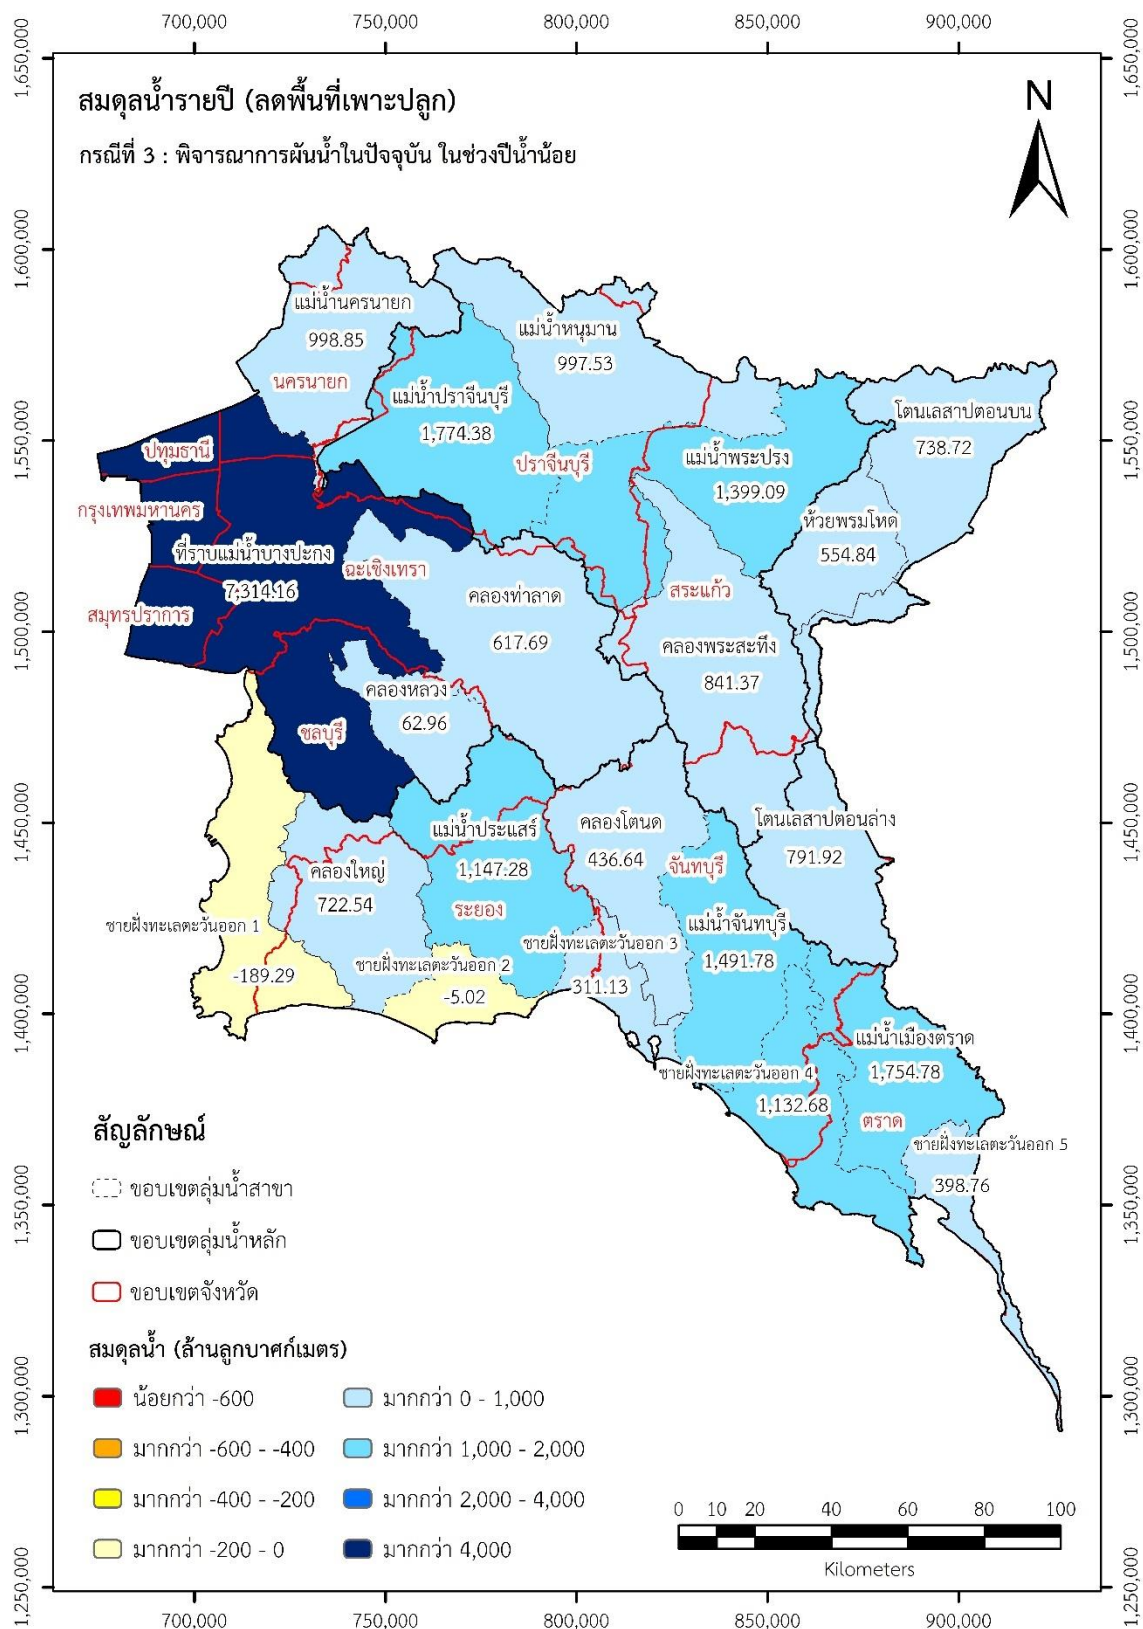 700,000 750,000 800,000 850,000 900,000
1,650,000 1,650,000
สมดุลน้ำรายปี (ลดพื้นที่เพาะปลูก)
กรณีที่ 3 : พิจารณาการผันน้ำในปัจจุบัน ในช่วงปีน้ำน้อย
N
1,600,000 1,600,000
แม่น้ำนครนายก
998.85
นครนายก
แม่น้ำหนุมาน
997.53
แม่น้ำปราจีนบุรี
1,774.38
โตนเลสาปตอนบน
738.72
1,550,000 1,550,000
ปทุมธานี
ปราจีนบุรี
แม่น้ำพระปรง
1,399.09
กรุงเทพมหานคร
ห้วยพรมโหด
554.84
ที่ราบแม่น้ำบางปะกง
7,314.16
ฉะเชิงเทรา
สมุทรปราการ
คลองท่าลาด
617.69
สระแก้ว
1,500,000 1,500,000
คลองพระสะทึง
841.37
คลองหลวง
62.96
ชลบุรี
1,450,000 1,450,000
แม่น้ำประแสร์
1,147.28
คลองโตนด
436.64
โตนเลสาปตอนล่าง
791.92
คลองใหญ่
722.54
จันทบุรี
ระยอง
ชายฝั่งทะเลตะวันออก 1
-189.29
แม่น้ำจันทบุรี
1,491.78
ชายฝั่งทะเลตะวันออก 3
311.13
ชายฝั่งทะเลตะวันออก 2
-5.02
1,400,000 1,400,000
แม่น้ำเมืองตราด
1,754.78
ชายฝั่งทะเลตะวันออก 4
1,132.68
ตราด
ชายฝั่งทะเลตะวันออก 5
398.76
สัญลักษณ์
ขอบเขตลุ่มน้ำสาขา
1,350,000 1,350,000
ขอบเขตลุ่มน้ำหลัก
ขอบเขตจังหวัด
สมดุลน้ำ (ล้านลูกบาศก์เมตร)
1,300,000 1,300,000
น้อยกว่า -600 มากกว่า 0 - 1,000
มากกว่า -600 - -400 มากกว่า 1,000 - 2,000
มากกว่า -400 - -200 มากกว่า 2,000 - 4,000
มากกว่า -200 - 0 มากกว่า 4,000
0 10 20 40 60 80 100
Kilometers
1,250,000 1,250,000
700,000 750,000 800,000 850,000 900,000